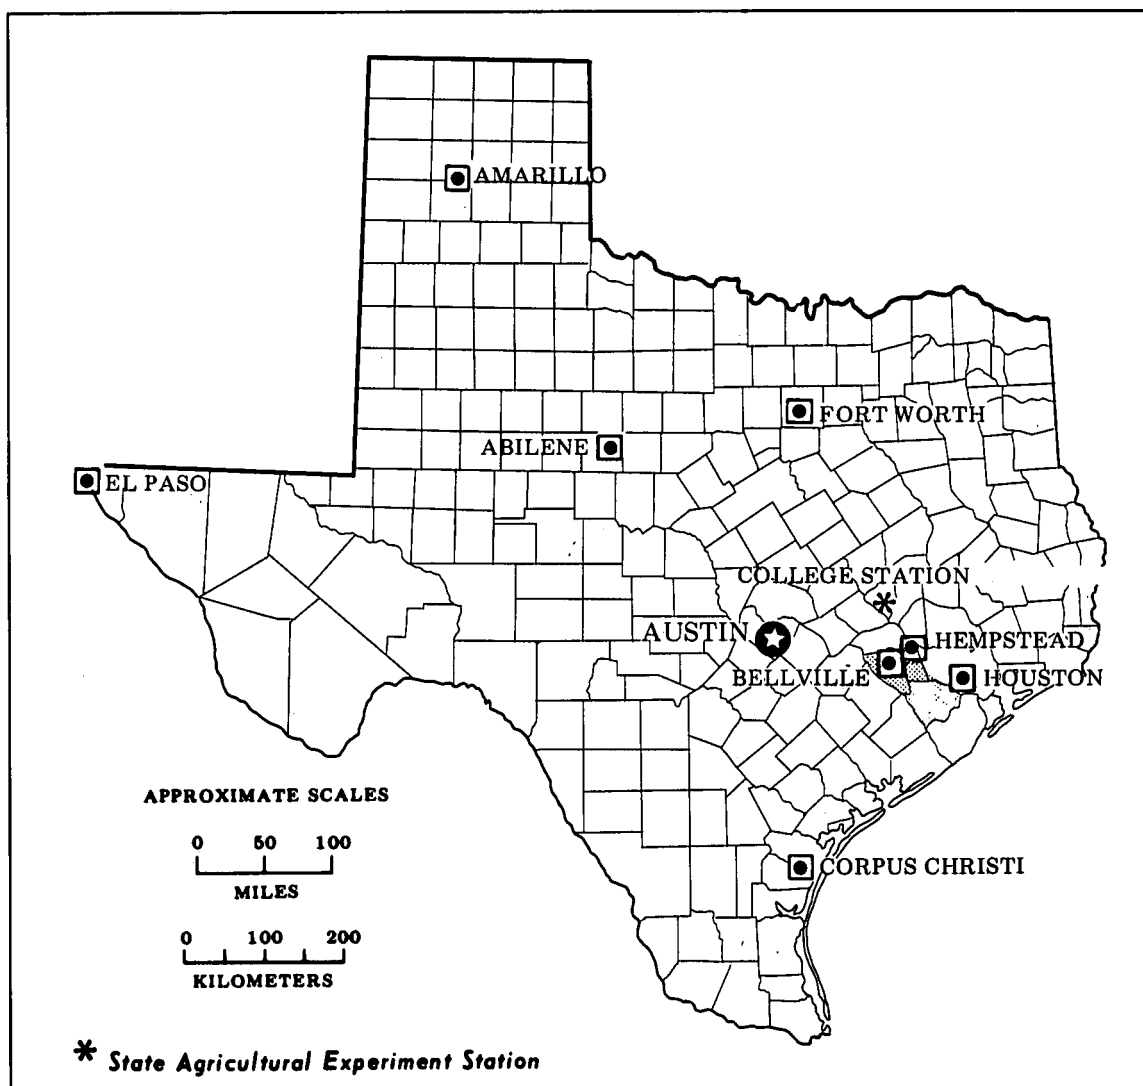 AMARILLO
FORT WORTH
ABILENE
EL PASO
COLLEGE STATION
*
AUSTIN
HEMPSTEAD
BELLVILLE
HOUSTON
APPROXIMATE SCALES
0 50 100
MILES
CORPUS CHRISTI
0 100 200
KILOMETERS
* State Agricultural Experiment Station